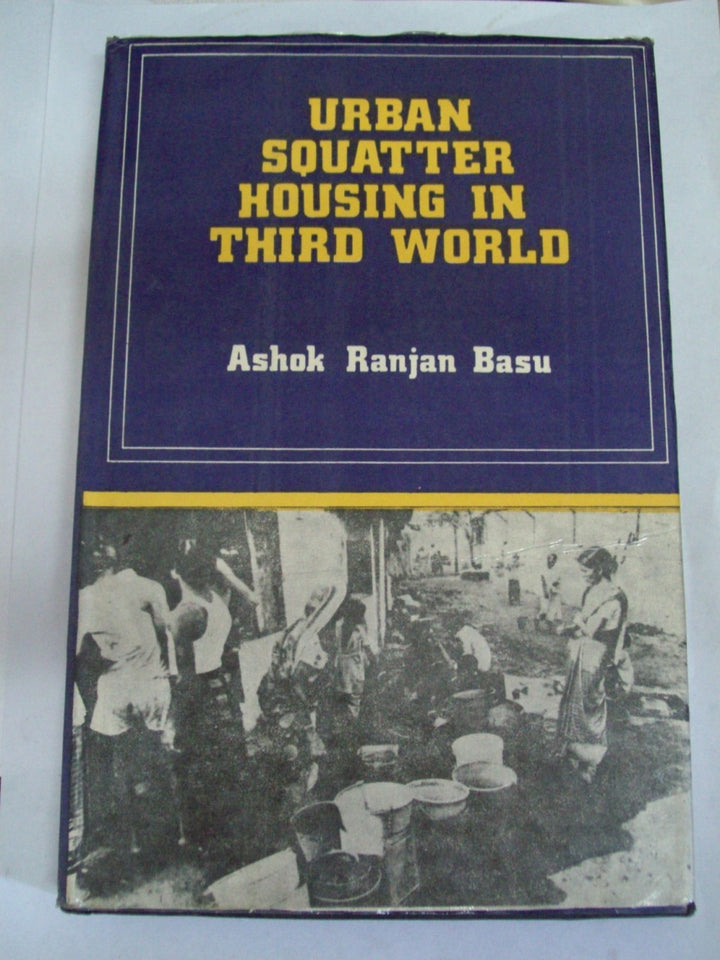 URBAN
SQUATTER
HOUSING IN
THIRD WORLD
Ashok Ranjan Basu